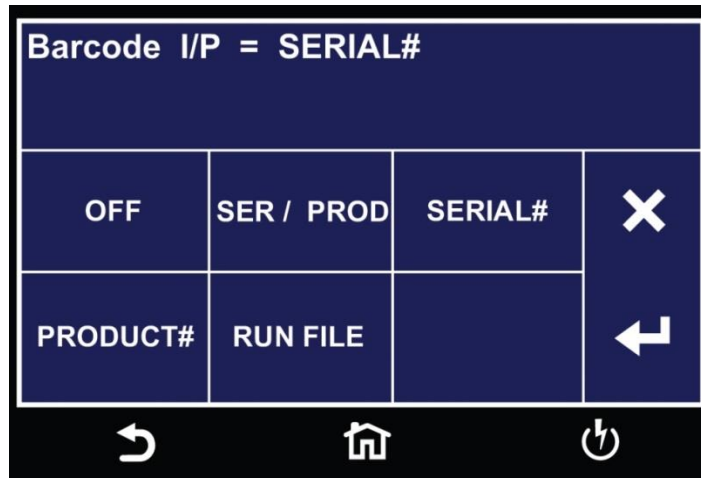 Barcode I/P = SERIAL#
OFF
SER / PROD
SERIAL#
PRODUCT#
RUN FILE